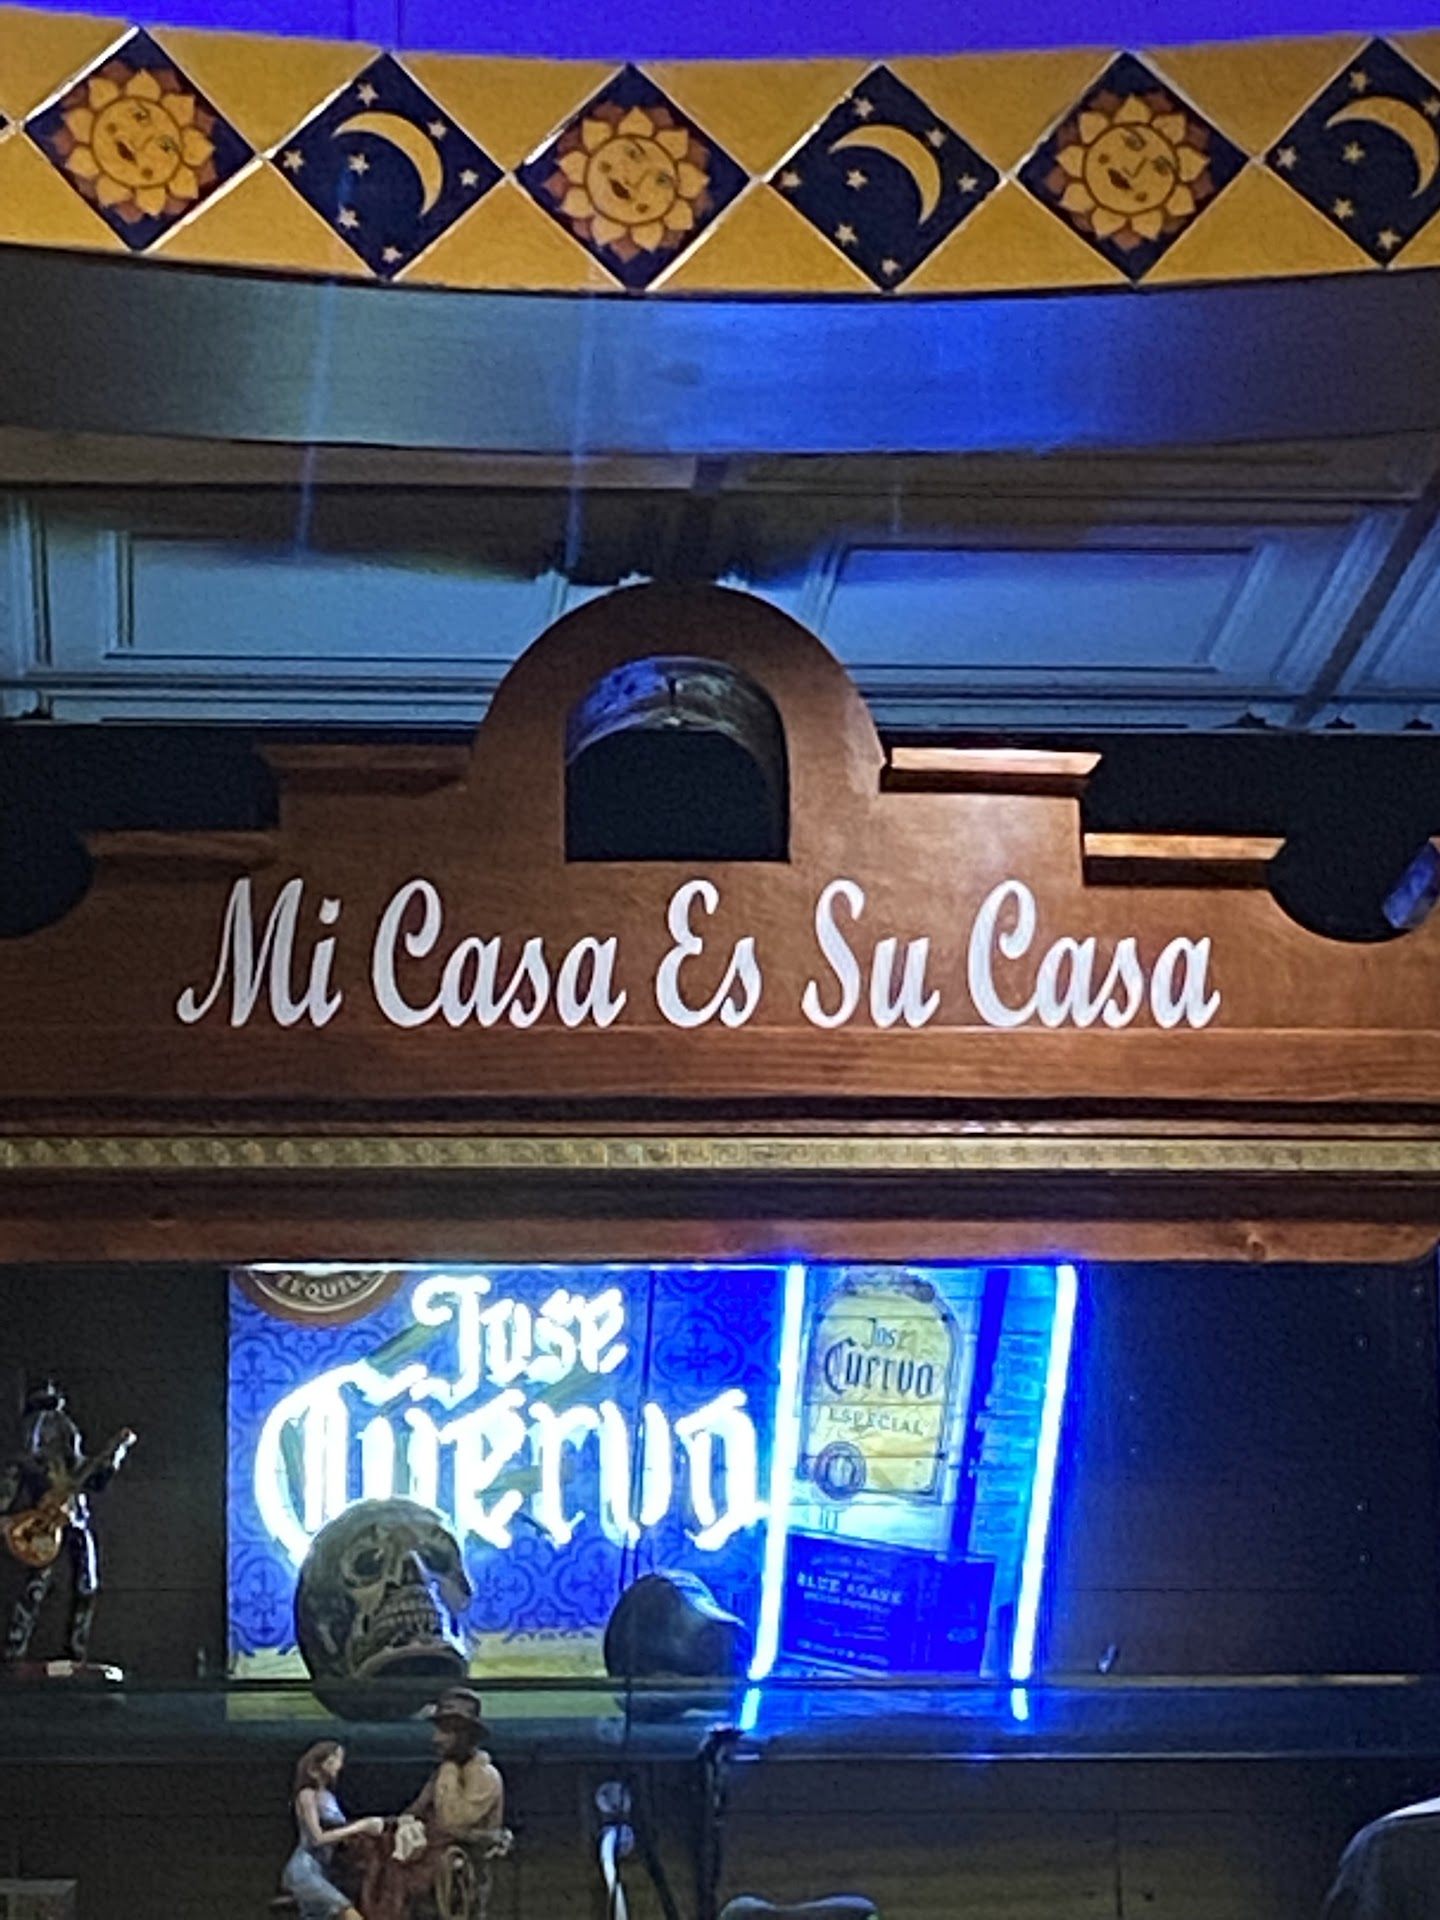 Mi Casa Es Su Casa
TEQUILA
Jose
Cuervo
Jose
Cuervo
ESPECIAL
BLUE AGAVE